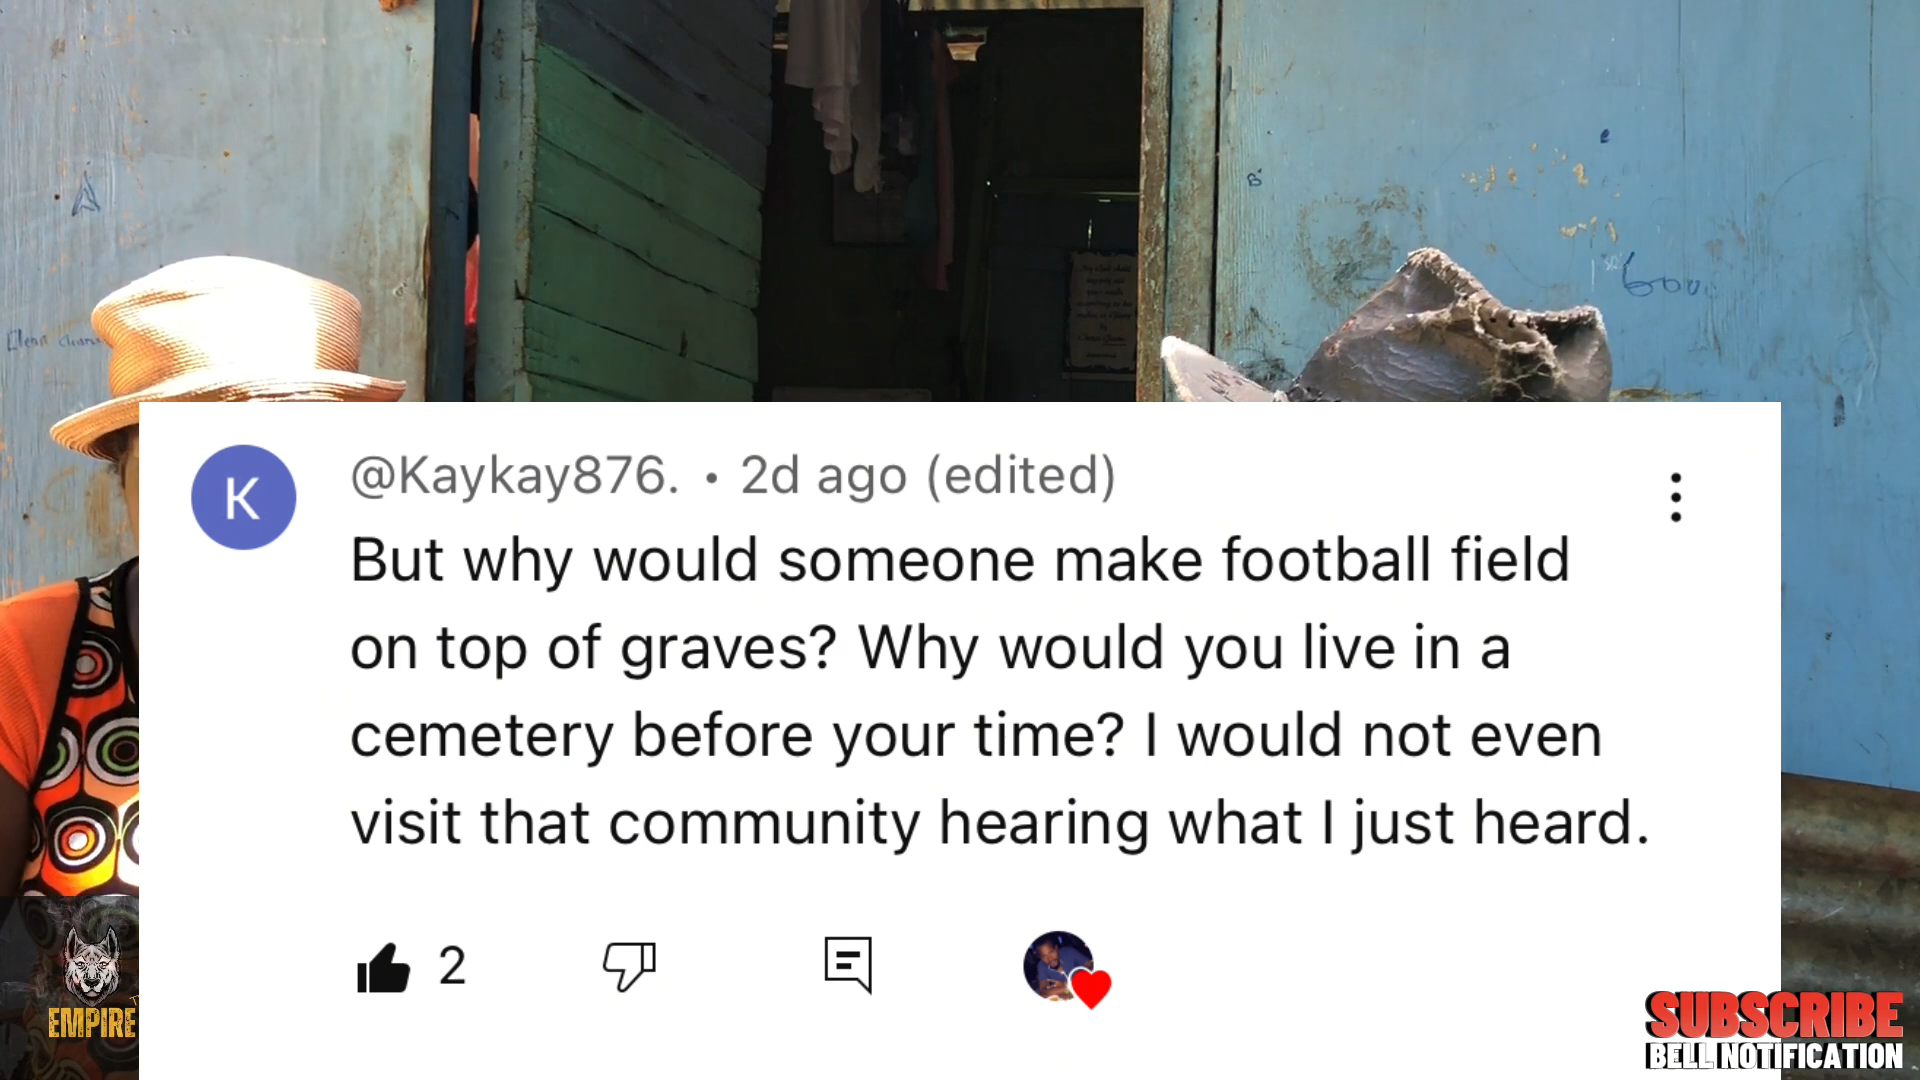 K
@Kaykay876. • 2d ago (edited)
But why would someone make football field
on top of graves? Why would you live in a
cemetery before your time? I would not even
visit that community hearing what I just heard.
2
EMPIRE
SUBSCRIBE
BELL NOTIFICATION